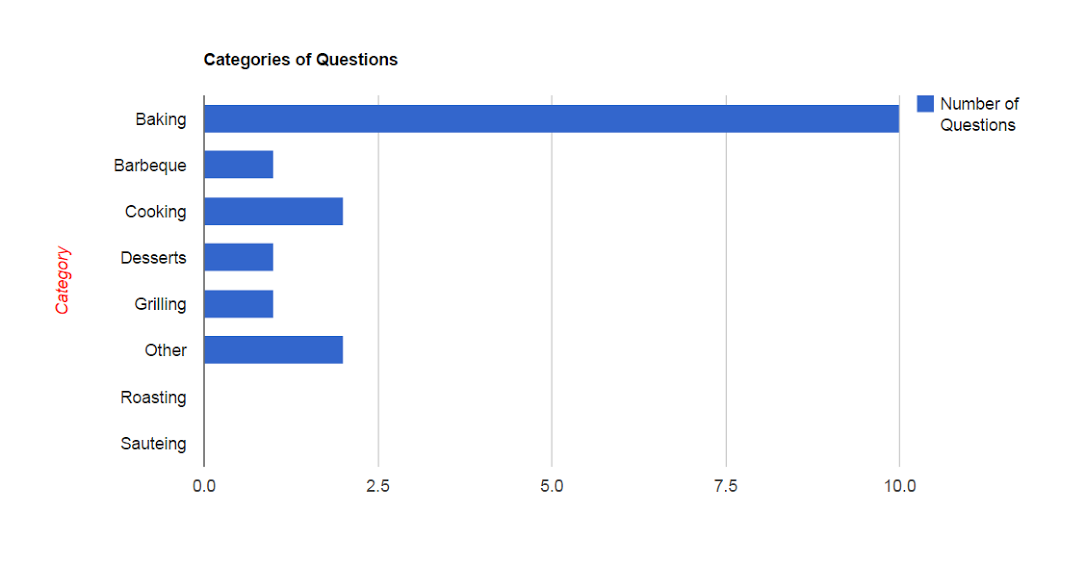 Categories of Questions
Number of
Questions
Category
Baking
Barbeque
Cooking
Desserts
Grilling
Other
Roasting
Sauteing
0.0 2.5 5.0 7.5 10.0